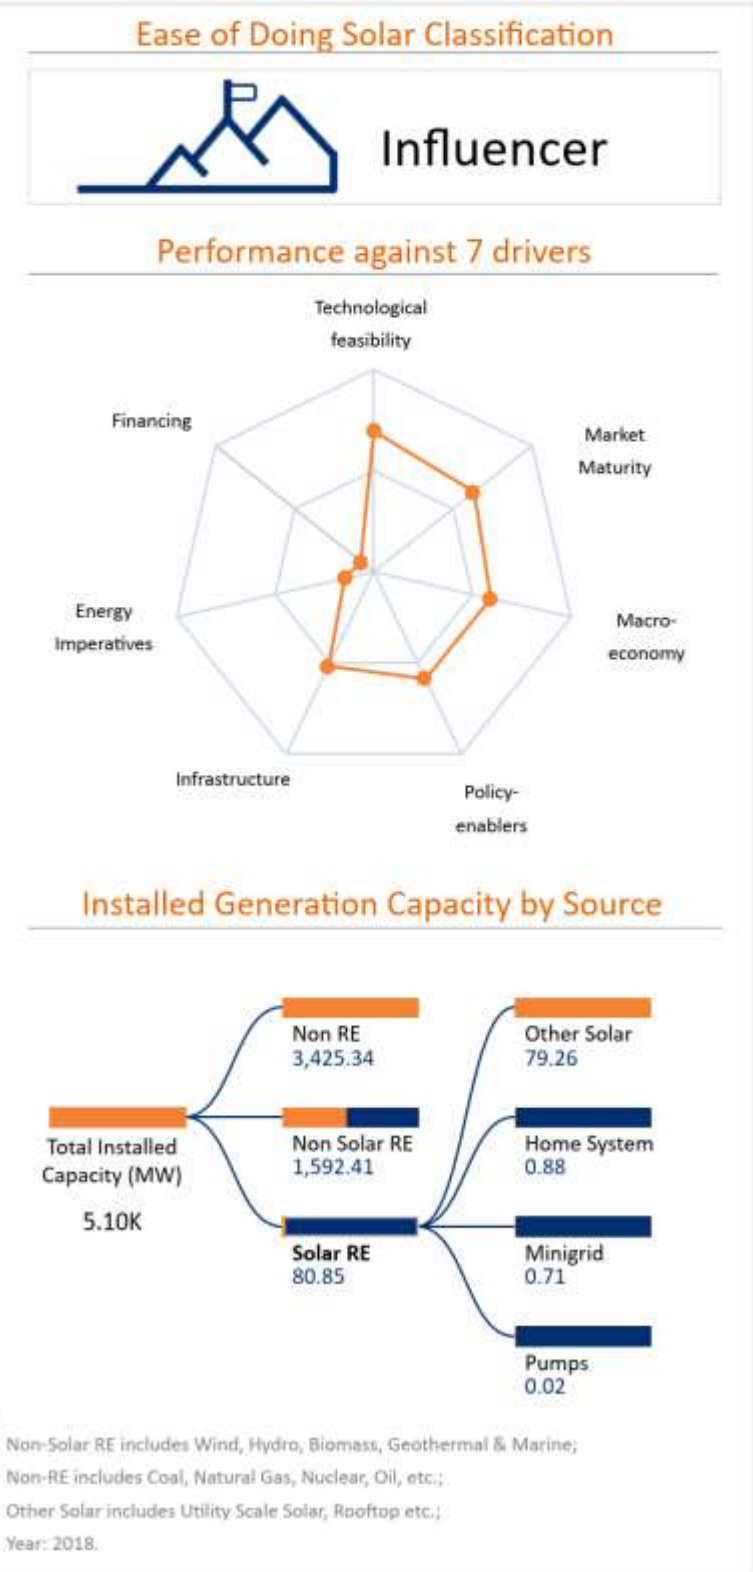 Ease of Doing Solar Classification
Influencer
Performance against 7 drivers
Technological
feasibility
Financing
Market
Maturity
Energy
Imperatives
Macro-
economy
Infrastructure
Policy-
enablers
Installed Generation Capacity by Source
Non RE
3,425.34
Other Solar
79.26
Total Installed
Capacity (MW)
5.10K
Non Solar RE
1,592.41
Home System
0.88
Solar RE
80.85
Minigrid
0.71
Pumps
0.02
Non-Solar RE includes Wind, Hydro, Biomass, Geothermal & Marine;
Non-RE includes Coal, Natural Gas, Nuclear, Oil, etc.;
Other Solar includes Utility Scale Solar, Rooftop etc.;
Year: 2018.